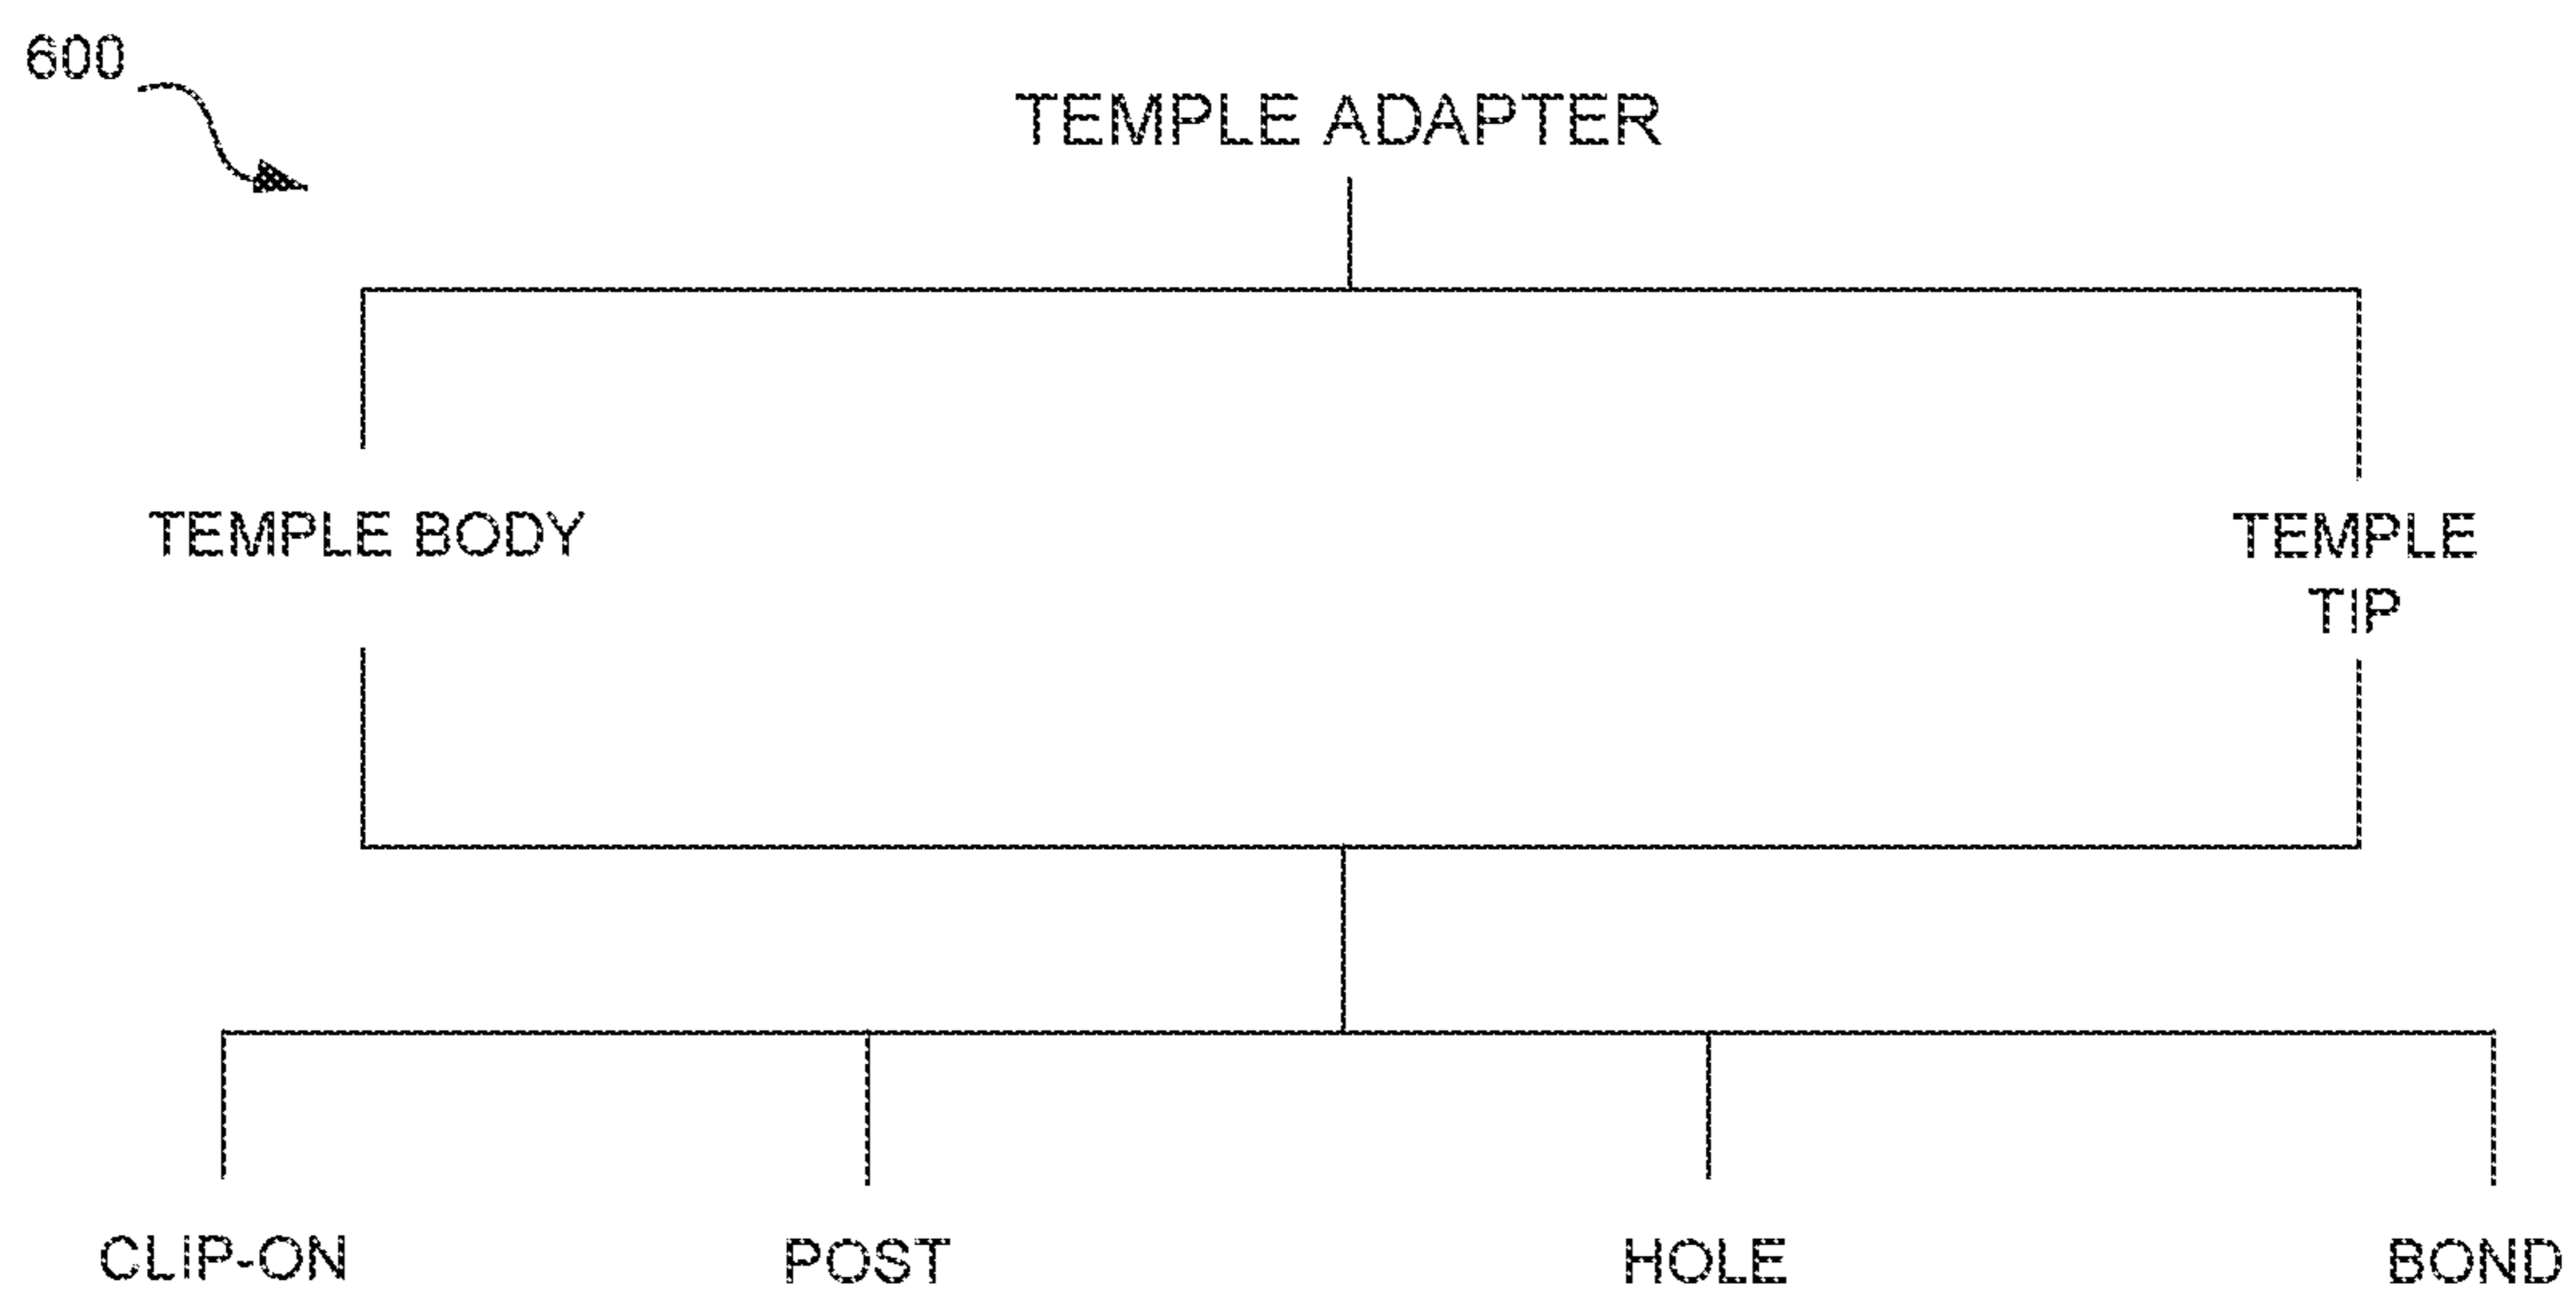 600
TEMPLE ADAPTER
TEMPLE BODY
TEMPLE
TIP
CLIP-ON
POST
HOLE
BOND